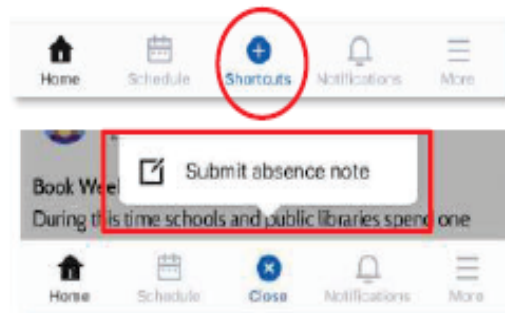 Home Schedule Shortcuts Notifications More
Submit absence note
Book Wee
During this time schools and public libraries spend one
Home Schedule Close Notifications More